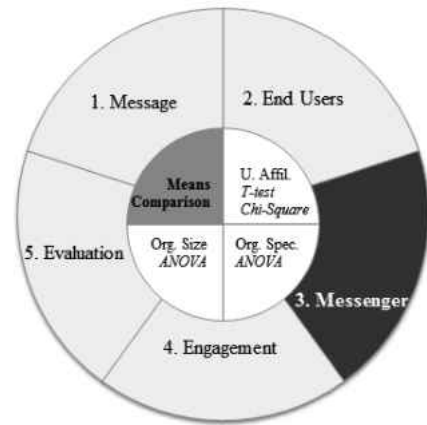 1. Message
2. End Users
Means
Comparison
U. Affil.
T-test
Chi-Square
5. Evaluation
Org. Size
ANOVA
Org. Spec.
ANOVA
3. Messenger
4. Engagement